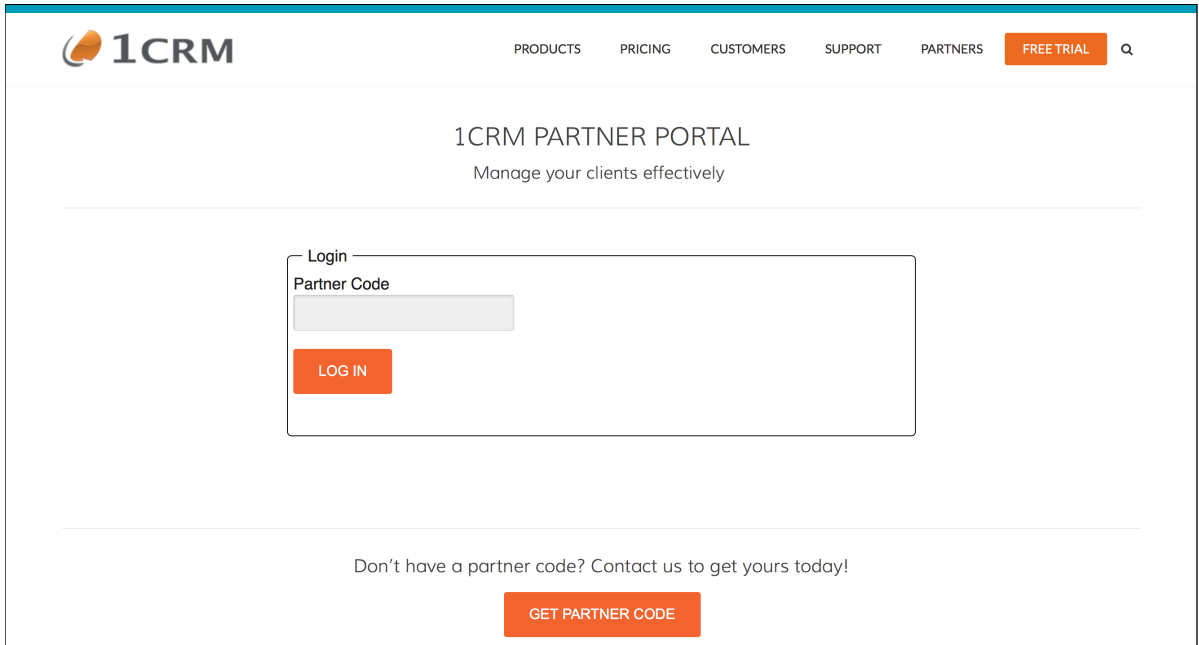 1CRM
PRODUCTS PRICING CUSTOMERS SUPPORT PARTNERS FREE TRIAL
1CRM PARTNER PORTAL
Manage your clients effectively
Login
Partner Code
LOG IN
Don't have a partner code? Contact us to get yours today!
GET PARTNER CODE